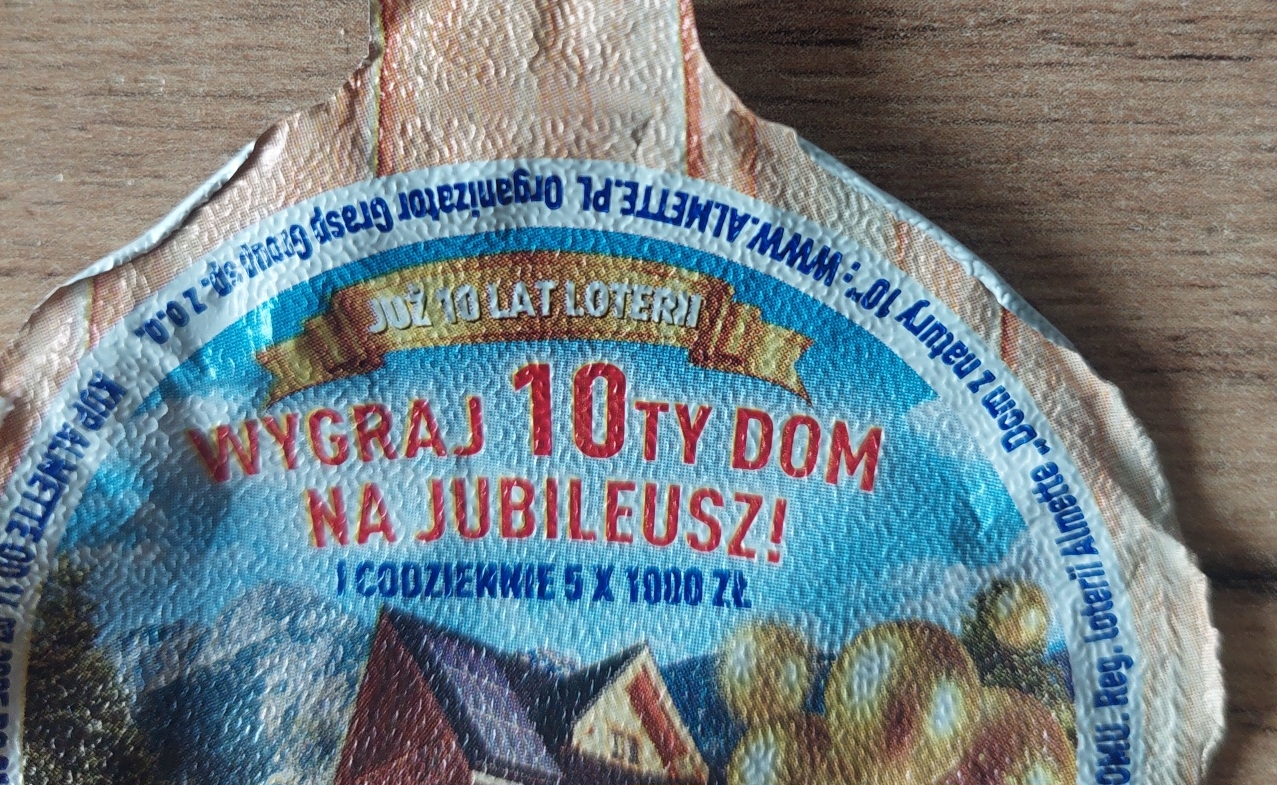 JUŻ 10 LAT LOTERII
WYGRAJ 10TY DOM
NA JUBILEUSZ!
I CODZIENNIE 5 X 1000 ZŁ
KUP ALMETTE OD
Reg. Loterii Almette „Dom z natury 10”: WWW.ALMETTE.PL Organizator Grasp Group sp. z o.o.